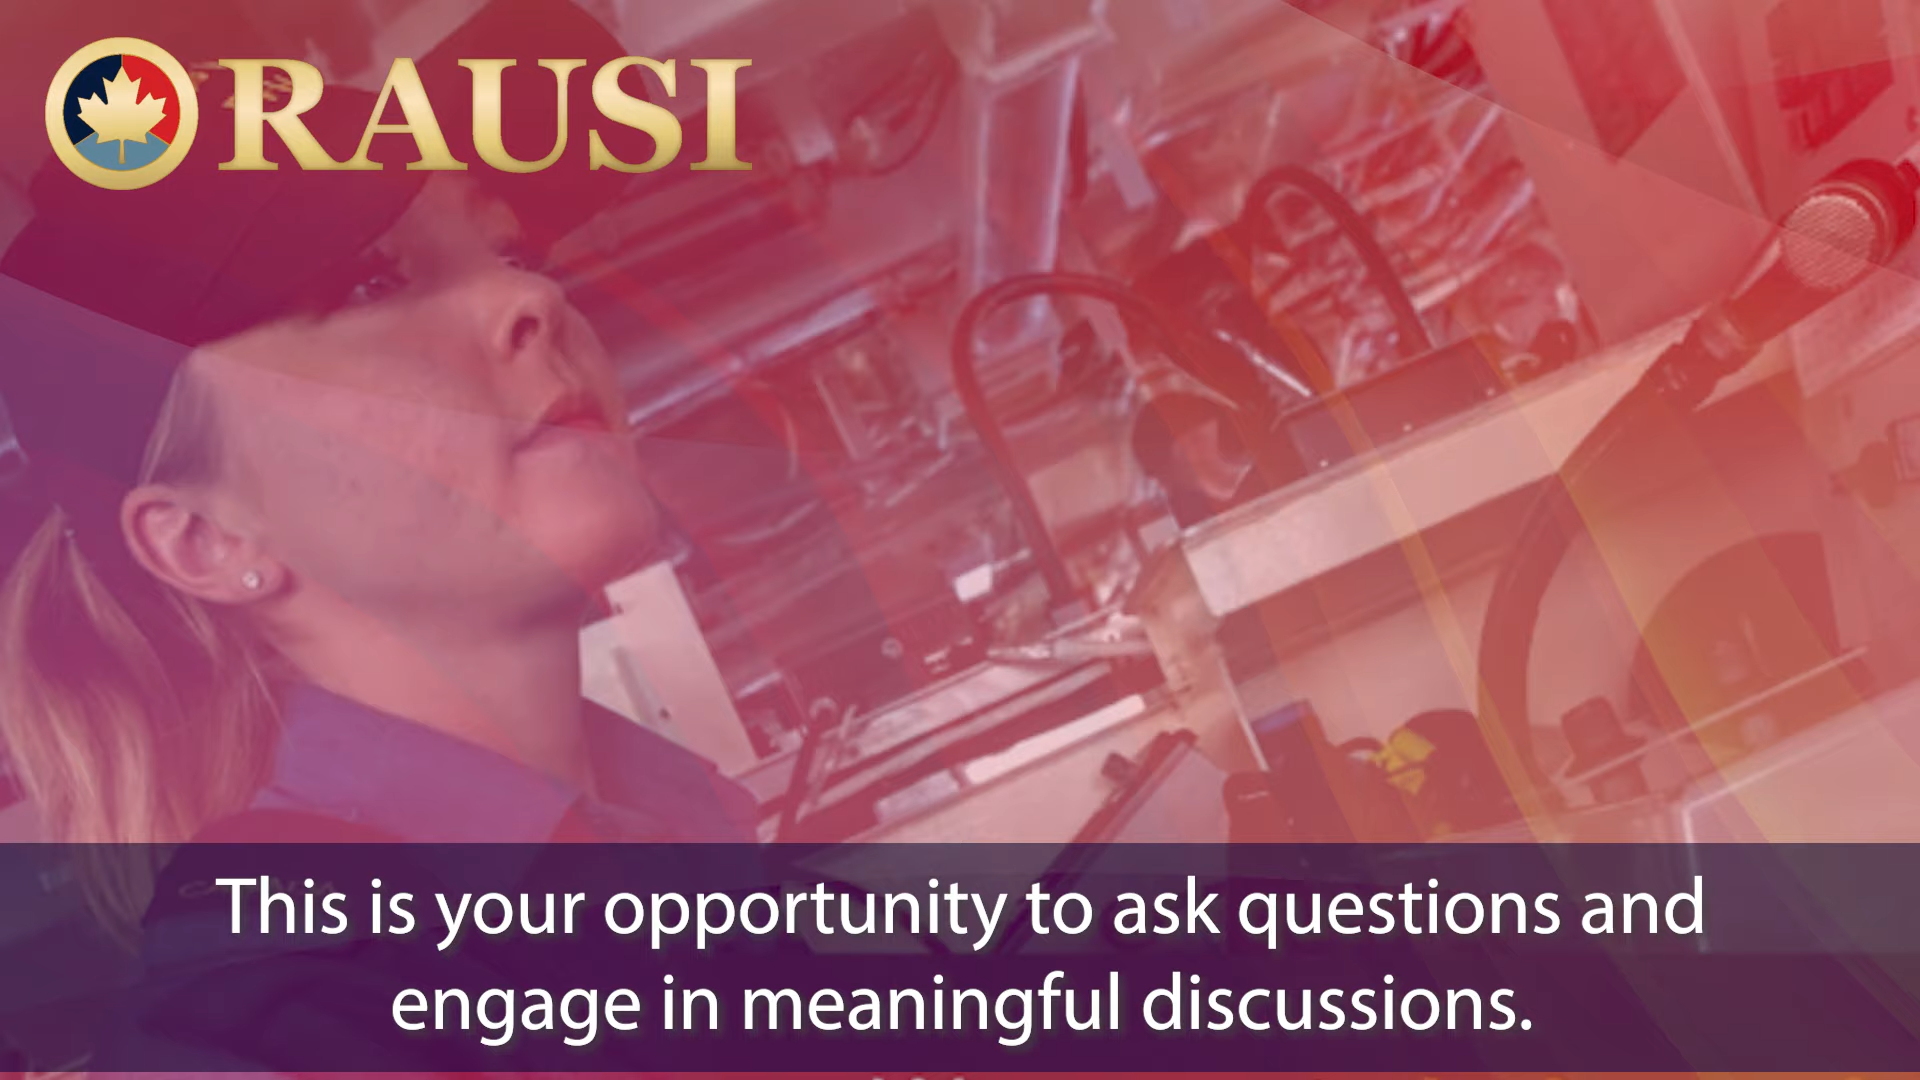 RAUSI
This is your opportunity to ask questions and
engage in meaningful discussions.